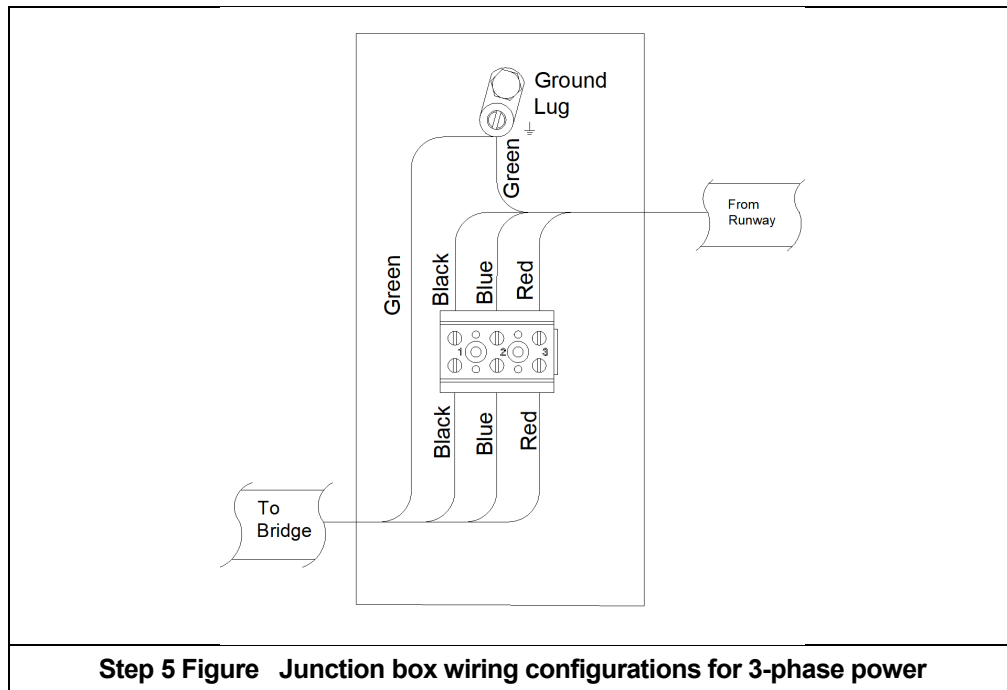 Ground
Lug
Green
From
Runway
Green
Black
Blue
Red
1 2 3
Black
Blue
Red
To
Bridge
Step 5 Figure Junction box wiring configurations for 3-phase power